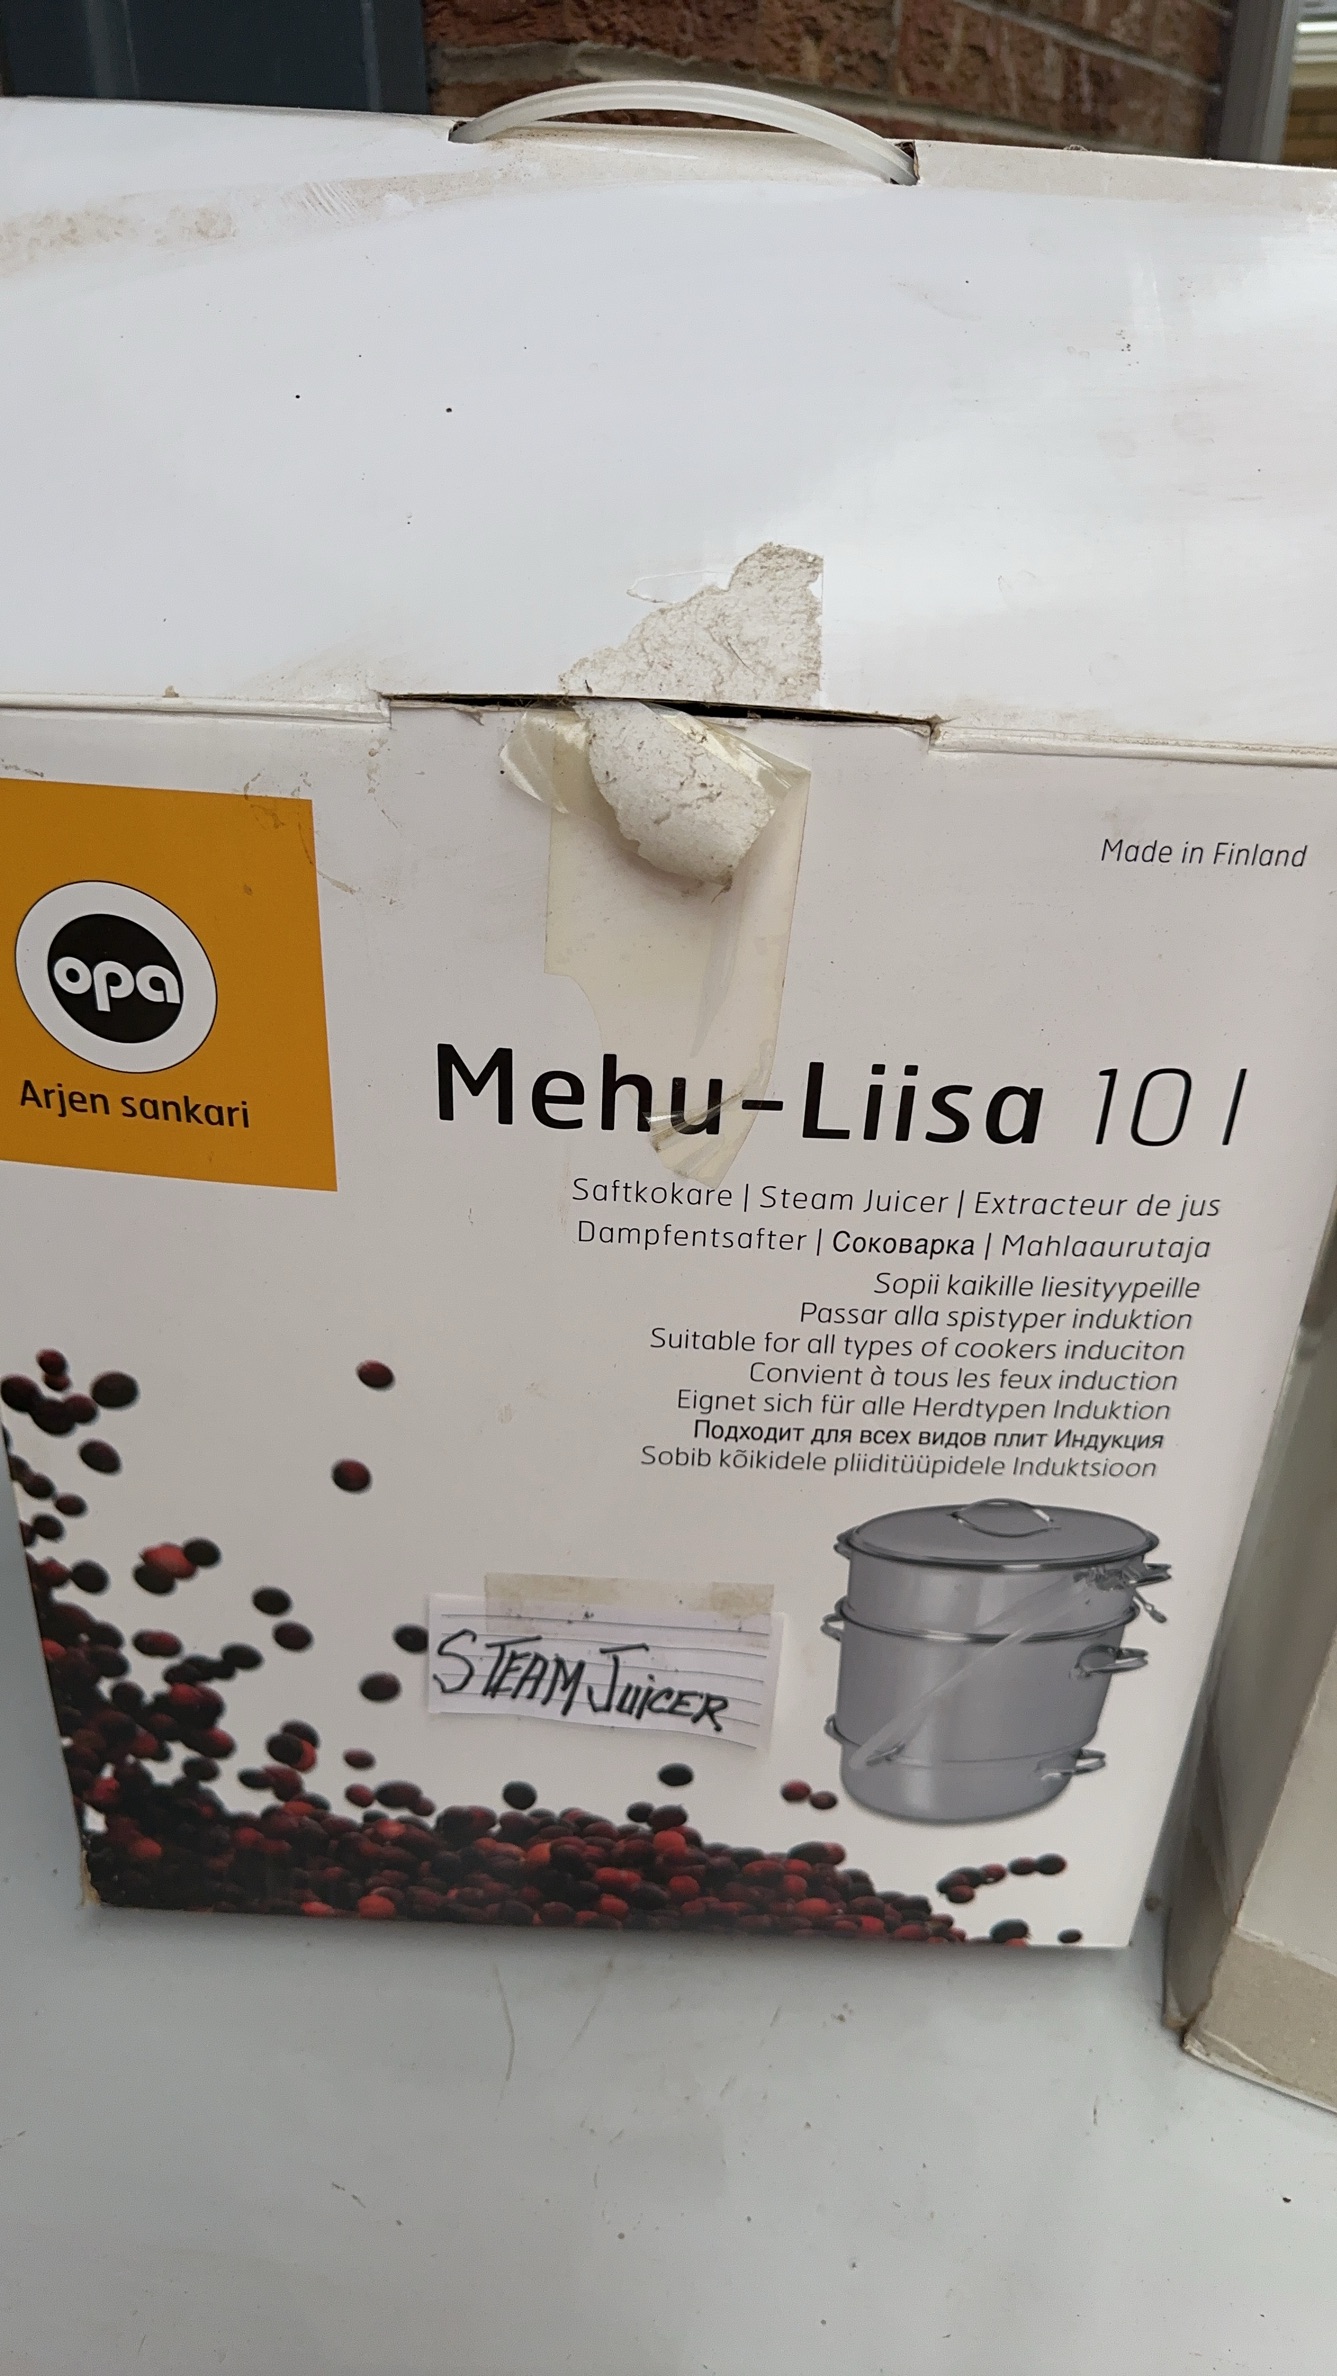 Made in Finland
opa
Arjen sankari
Mehu-Liisa 10 l
Saftkokare | Steam Juicer | Extracteur de jus
Dampfentsafter | Соковарка | Mahlaaurutaja
Sopii kaikille liesityypeille
Passar alla spistyper induktion
Suitable for all types of cookers induciton
Convient à tous les feux induction
Eignet sich für alle Herdtypen Induktion
Подходит для всех видов плит Индукция
Sobib kõikidele pliiditüüpidele Induktsioon
STEAM JUICER